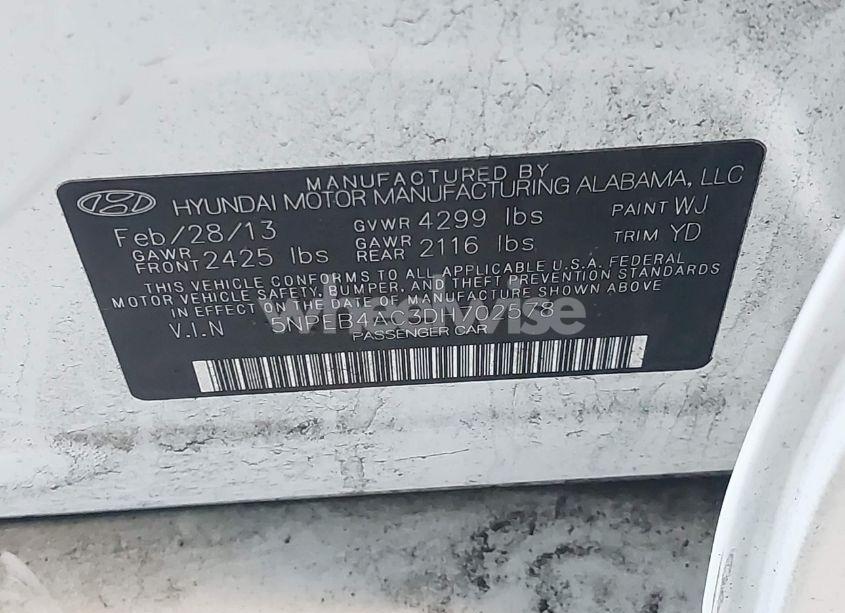 MANUFACTURED BY
HYUNDAI MOTOR MANUFACTURING ALABAMA, LLC
Feb/28/13 GVWR 4299 lbs PAINT WJ
GAWR FRONT 2425 lbs GAWR REAR 2116 lbs TRIM YD
THIS VEHICLE CONFORMS TO ALL APPLICABLE U.S.A. FEDERAL
MOTOR VEHICLE SAFETY, BUMPER, AND THEFT PREVENTION STANDARDS
IN EFFECT ON THE DATE OF MANUFACTURE SHOWN ABOVE
V.I.N
PASSENGER CAR
wheelwise